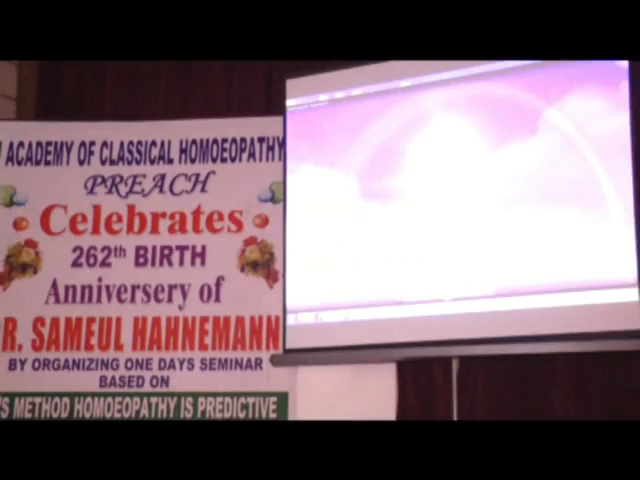 ACADEMY OF CLASSICAL HOMOEOPATHY
PREACH
Celebrates
262th BIRTH
Anniversery of
R. SAMEUL HAHNEMANN
BY ORGANIZING ONE DAYS SEMINAR
BASED ON
'S METHOD HOMOEOPATHY IS PREDICTIVE